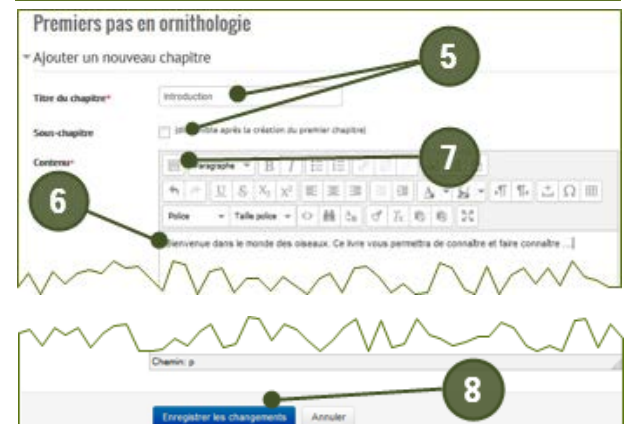 Premiers pas en ornithologie
Ajouter un nouveau chapitre
5
Titre du chapitre*
Introduction
Sous-chapitre
après la création du premier chapitre)
Contenu*
7
Paragraphe
B I
6
U S X₂ X²
A
Ω
Police
Taille police
Bienvenue dans le monde des oiseaux. Ce livre vous permettra de connaître et faire connaître ...
Chemin: p
8
Enregistrer les changements
Annuler